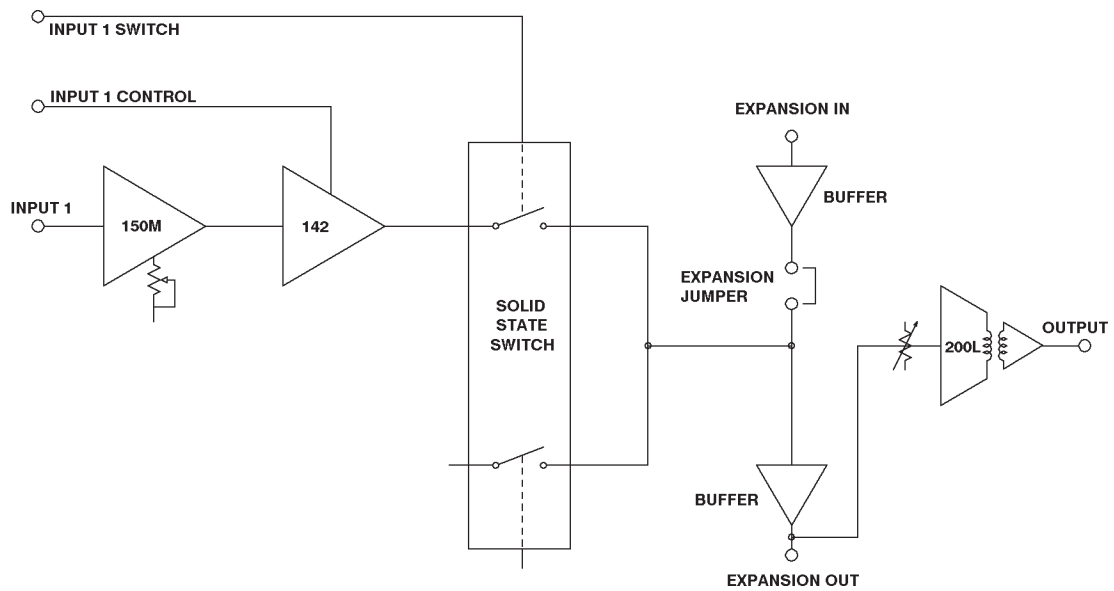 INPUT 1 SWITCH
INPUT 1 CONTROL
EXPANSION IN
INPUT 1
150M
142
BUFFER
EXPANSION
JUMPER
SOLID
STATE
SWITCH
200L
OUTPUT
BUFFER
EXPANSION OUT